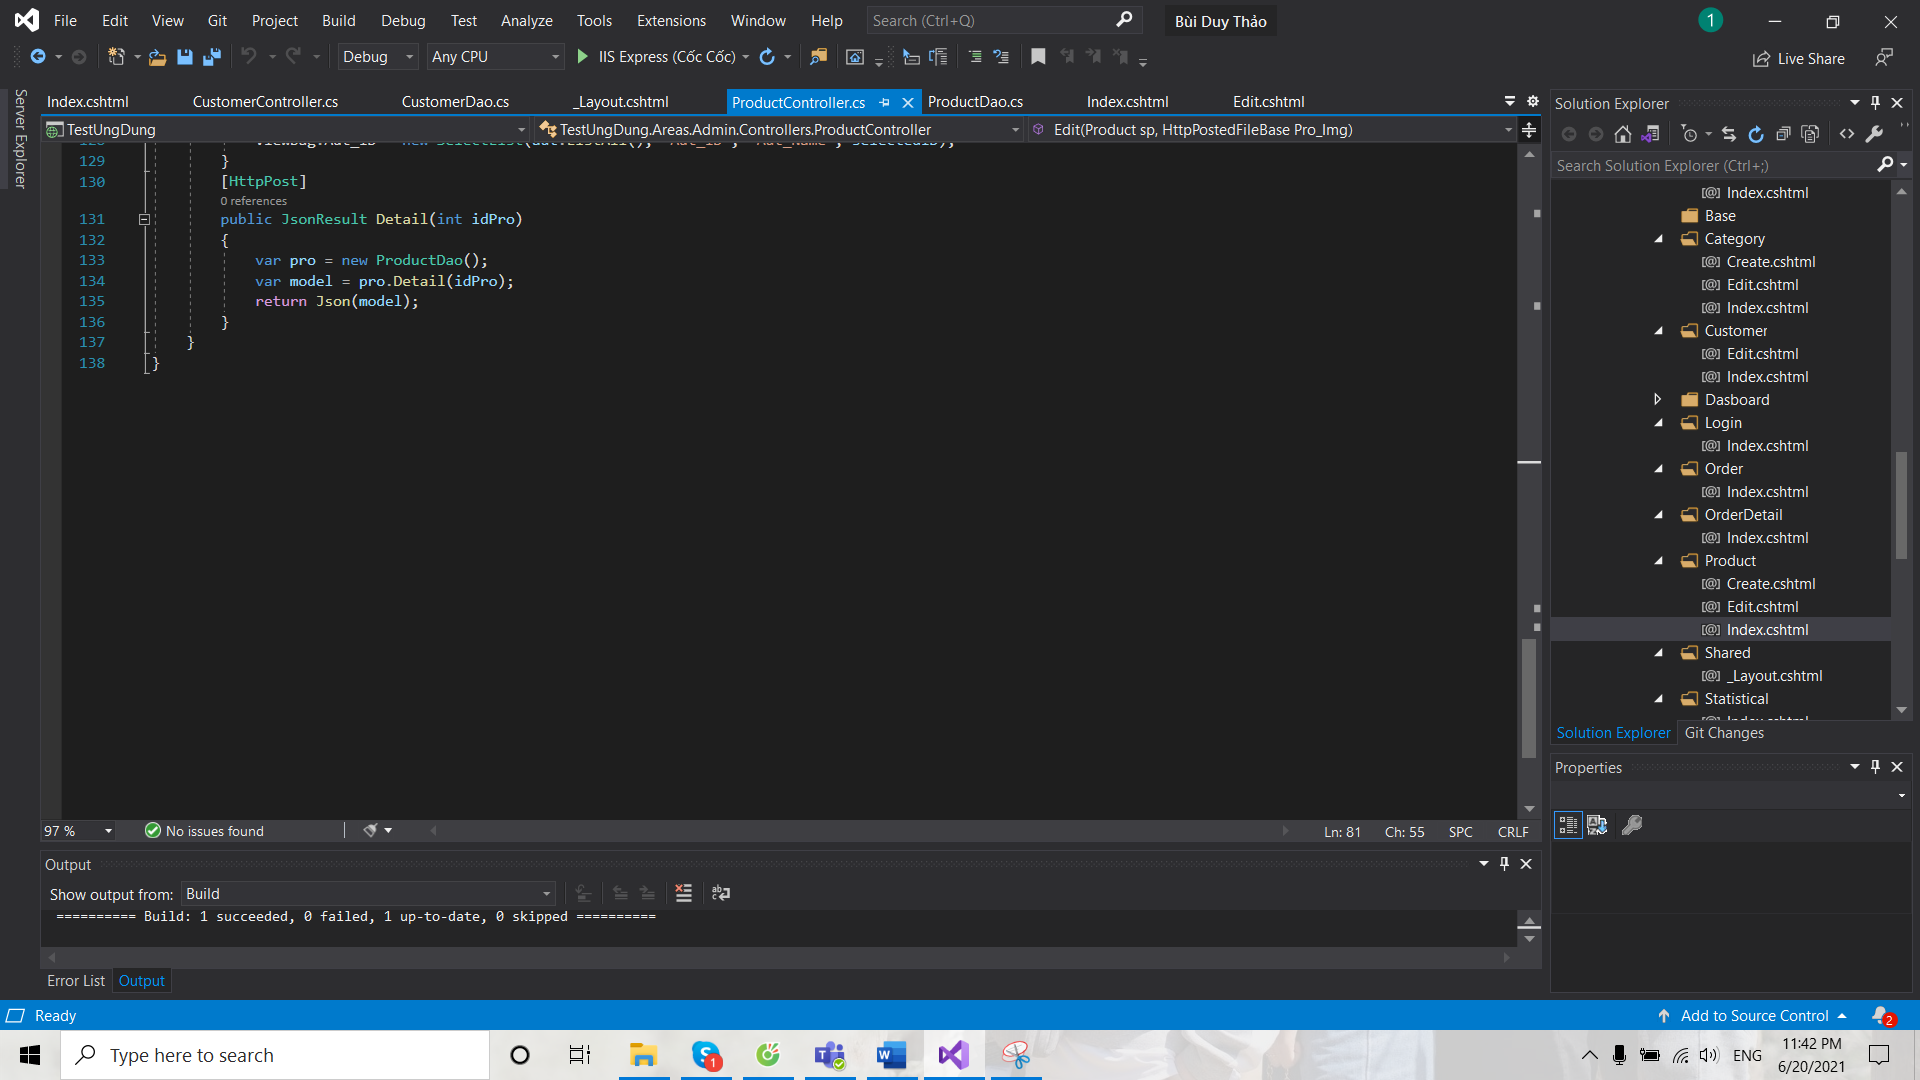 File Edit View Git Project Build Debug Test Analyze Tools Extensions Window Help Search (Ctrl+Q) Bùi Duy Thảo 1
Debug Any CPU IIS Express (Cốc Cốc) Live Share
Server Explorer
Index.cshtml CustomerController.cs CustomerDao.cs _Layout.cshtml ProductController.cs ProductDao.cs Index.cshtml Edit.cshtml
TestUngDung TestUngDung.Areas.Admin.Controllers.ProductController Edit(Product sp, HttpPostedFileBase Pro_Img)
129 }
130 [HttpPost]
0 references
131 public JsonResult Detail(int idPro)
132 {
133 var pro = new ProductDao();
134 var model = pro.Detail(idPro);
135 return Json(model);
136 }
137 }
138 }
97 % No issues found Ln: 81 Ch: 55 SPC CRLF
Output
Show output from: Build
========== Build: 1 succeeded, 0 failed, 1 up-to-date, 0 skipped ==========
Error List Output
Solution Explorer
Search Solution Explorer (Ctrl+;)
Index.cshtml
Base
Category
Create.cshtml
Edit.cshtml
Index.cshtml
Customer
Edit.cshtml
Index.cshtml
Dasboard
Login
Index.cshtml
Order
Index.cshtml
OrderDetail
Index.cshtml
Product
Create.cshtml
Edit.cshtml
Index.cshtml
Shared
_Layout.cshtml
Statistical
Solution Explorer Git Changes
Properties
Ready Add to Source Control 2
Type here to search 1 ENG 11:42 PM
6/20/2021